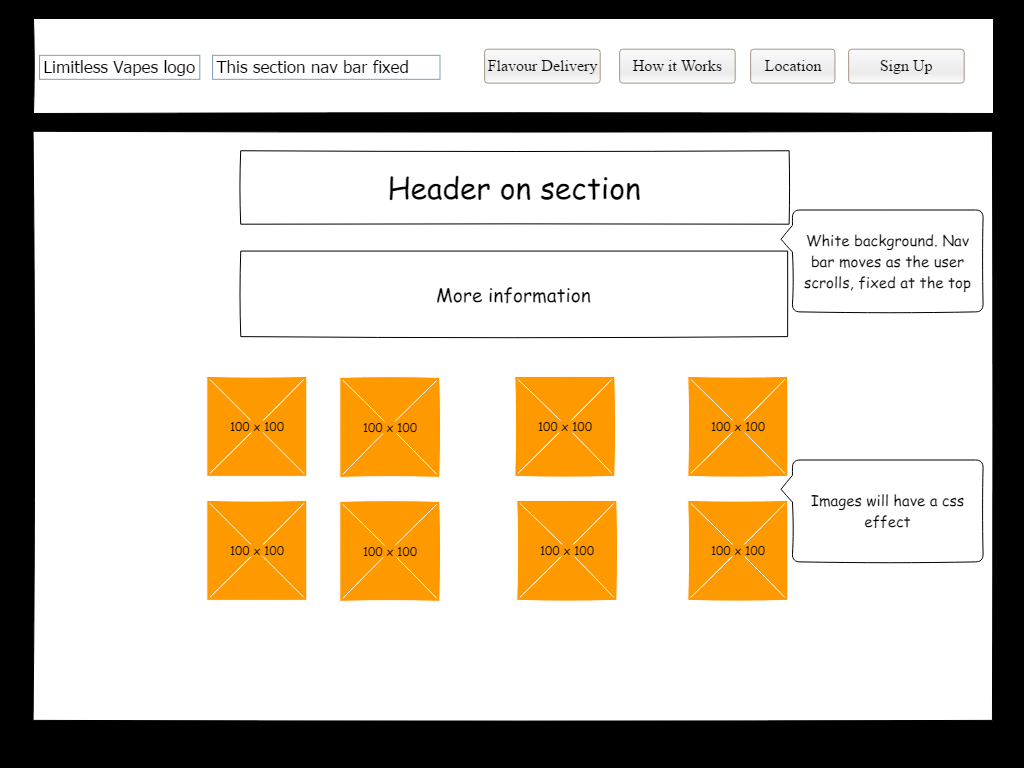 Limitless Vapes logo
This section nav bar fixed
Flavour Delivery
How it Works
Location
Sign Up
Header on section
White background. Nav
bar moves as the user
scrolls, fixed at the top
More information
100 x 100
100 x 100
100 x 100
100 x 100
Images will have a css
effect
100 x 100
100 x 100
100 x 100
100 x 100